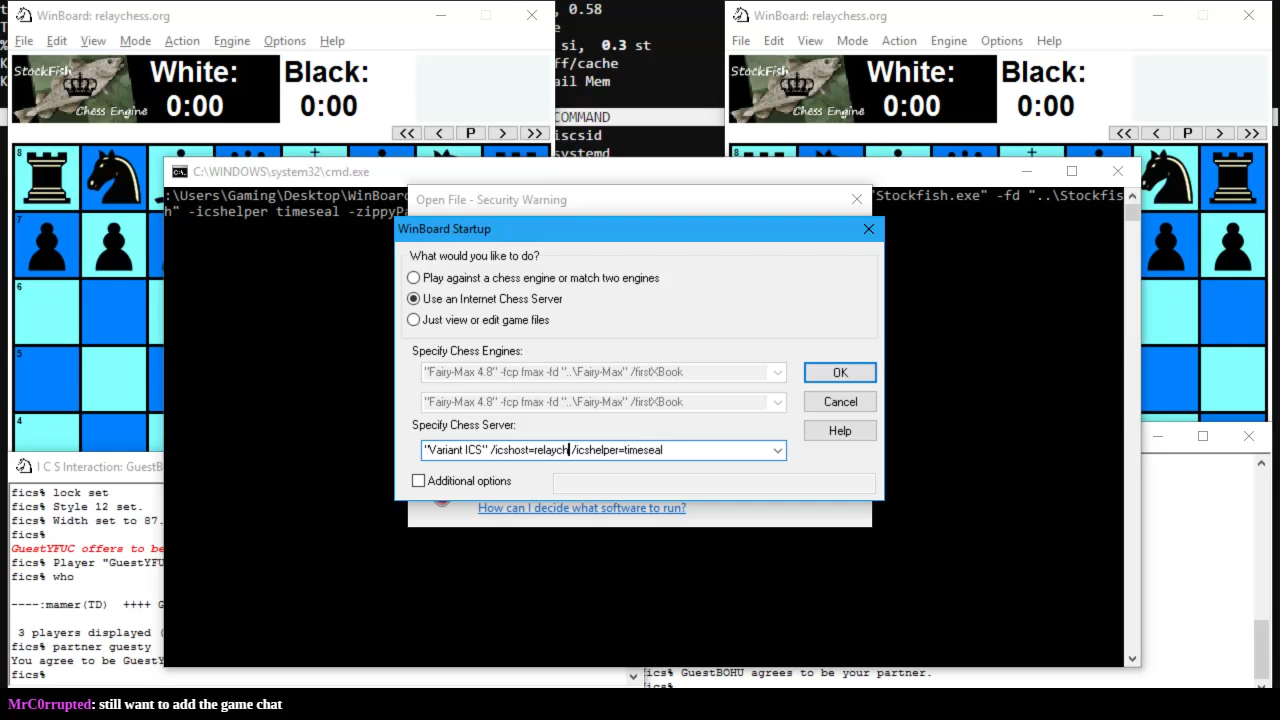 WinBoard: relaychess.org
File Edit View Mode Action Engine Options Help
StockFish
Chess Engine
White:
0:00
Black:
0:00
<< < P > >>
8
7
6
5
4
, 0.58
si, 0.3 st
ff/cache
ail Mem
COMMAND
iscsid
systemd
WinBoard: relaychess.org
File Edit View Mode Action Engine Options Help
StockFish
Chess Engine
White:
0:00
Black:
0:00
<< < P > >>
8
C:\WINDOWS\system32\cmd.exe
:\Users\Gaming\Desktop\WinBoar
Stockfish.exe" -fd "..\Stockfis
h" -icshelper timeseal -zippyP
Open File - Security Warning
WinBoard Startup
What would you like to do?
Play against a chess engine or match two engines
Use an Internet Chess Server
Just view or edit game files
Specify Chess Engines:
"Fairy-Max 4.8" -fcp fmax -fd "..\Fairy-Max" /firstXBook
"Fairy-Max 4.8" -fcp fmax -fd "..\Fairy-Max" /firstXBook
Specify Chess Server:
"Variant ICS" /icshost=relaych /icshelper=timeseal
Additional options
OK
Cancel
Help
How can I decide what software to run?
I C S Interaction: GuestB
fics% lock set
fics% Style 12 set.
fics% Width set to 87.
fics%
GuestYFUC offers to be
fics% Player "GuestYFU
fics% who
----:mamer(TD) ++++ G
3 players displayed (
fics% partner guesty
You agree to be GuestY
fics%
ics% GuestBOHU agrees to be your partner.
ics%
MrC0rrupted: still want to add the game chat